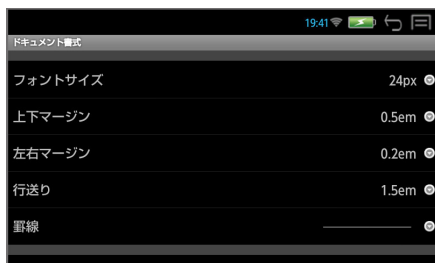 19:41
ドキュメント書式
フォントサイズ 24px
上下マージン 0.5em
左右マージン 0.2em
行送り 1.5em
罫線